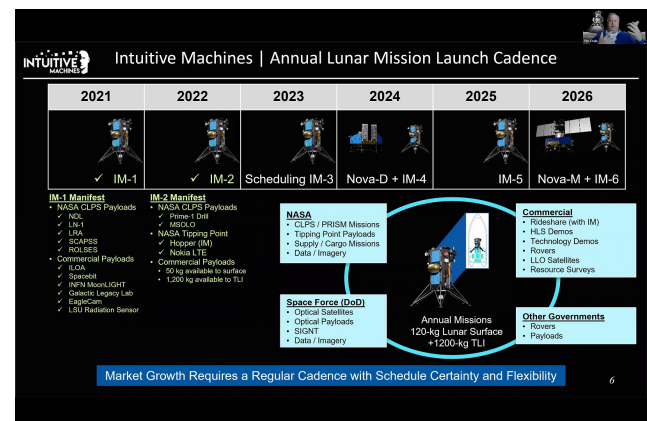 INTUITIVE
MACHINES
Intuitive Machines | Annual Lunar Mission Launch Cadence
2021
2022
2023
2024
2025
2026
✓ IM-1
✓ IM-2
Scheduling IM-3
Nova-D + IM-4
IM-5
Nova-M + IM-6
IM-1 Manifest
• NASA CLPS Payloads
✓ NDL
✓ LN-1
✓ LRA
✓ SCAPSS
✓ ROLSES
• Commercial Payloads
✓ ILOA
✓ Spacebit
✓ INFN MoonLIGHT
✓ Galactic Legacy Lab
✓ EagleCam
✓ LSU Radiation Sensor
IM-2 Manifest
• NASA CLPS Payloads
✓ Prime-1 Drill
✓ MSOLO
• NASA Tipping Point
✓ Hopper (IM)
✓ Nokia LTE
• Commercial Payloads
• 50 kg available to surface
• 1,200 kg available to TLI
NASA
• CLPS / PRISM Missions
• Tipping Point Payloads
• Supply / Cargo Missions
• Data / Imagery
Space Force (DoD)
• Optical Satellites
• Optical Payloads
• SIGNT
• Data / Imagery
Annual Missions
120-kg Lunar Surface
+1200-kg TLI
Commercial
• Rideshare (with IM)
• HLS Demos
• Technology Demos
• Rovers
• LLO Satellites
• Resource Surveys
Other Governments
• Rovers
• Payloads
Market Growth Requires a Regular Cadence with Schedule Certainty and Flexibility
6